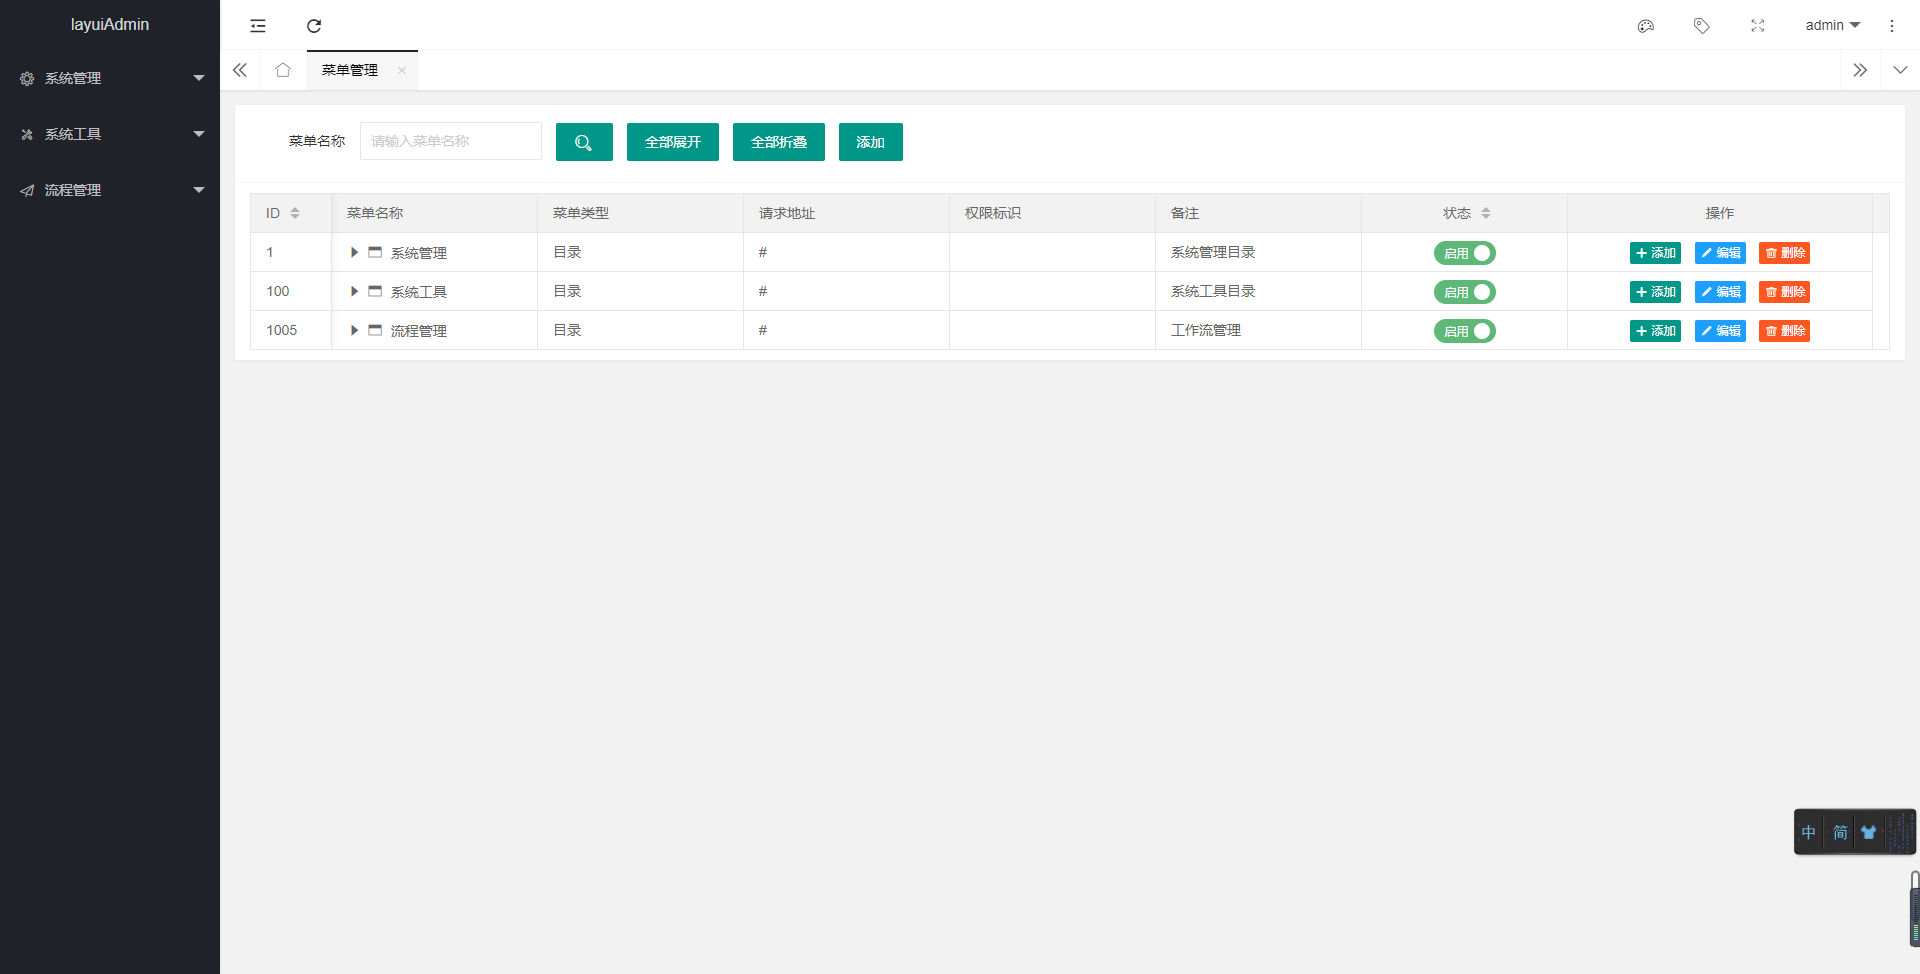 layuiAdmin
admin
系统管理
系统工具
流程管理
菜单管理
菜单名称 请输入菜单名称 全部展开 全部折叠 添加
ID 菜单名称 菜单类型 请求地址 权限标识 备注 状态 操作
1 系统管理 目录 # 系统管理目录 启用 添加 编辑 删除
100 系统工具 目录 # 系统工具目录 启用 添加 编辑 删除
1005 流程管理 目录 # 工作流管理 启用 添加 编辑 删除
中 简